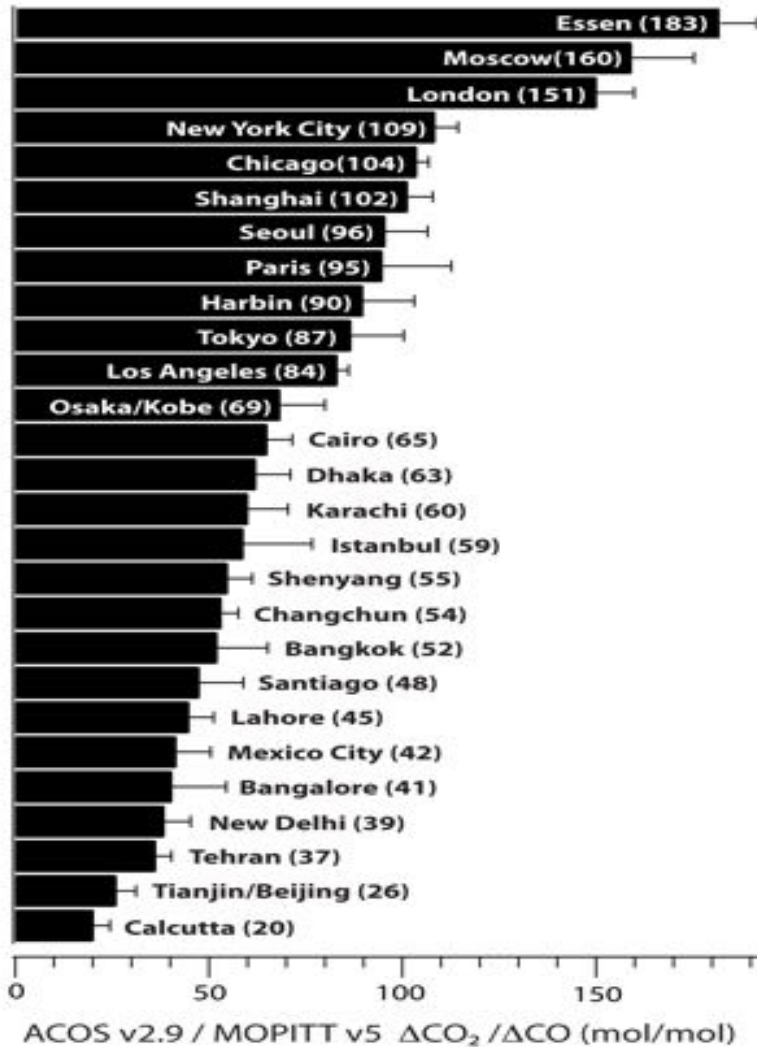 Essen (183)
Moscow(160)
London (151)
New York City (109)
Chicago(104)
Shanghai (102)
Seoul (96)
Paris (95)
Harbin (90)
Tokyo (87)
Los Angeles (84)
Osaka/Kobe (69)
Cairo (65)
Dhaka (63)
Karachi (60)
Istanbul (59)
Shenyang (55)
Changchun (54)
Bangkok (52)
Santiago (48)
Lahore (45)
Mexico City (42)
Bangalore (41)
New Delhi (39)
Tehran (37)
Tianjin/Beijing (26)
Calcutta (20)
0 50 100 150
ACOS v2.9 / MOPITT v5 ΔCO₂ /ΔCO (mol/mol)